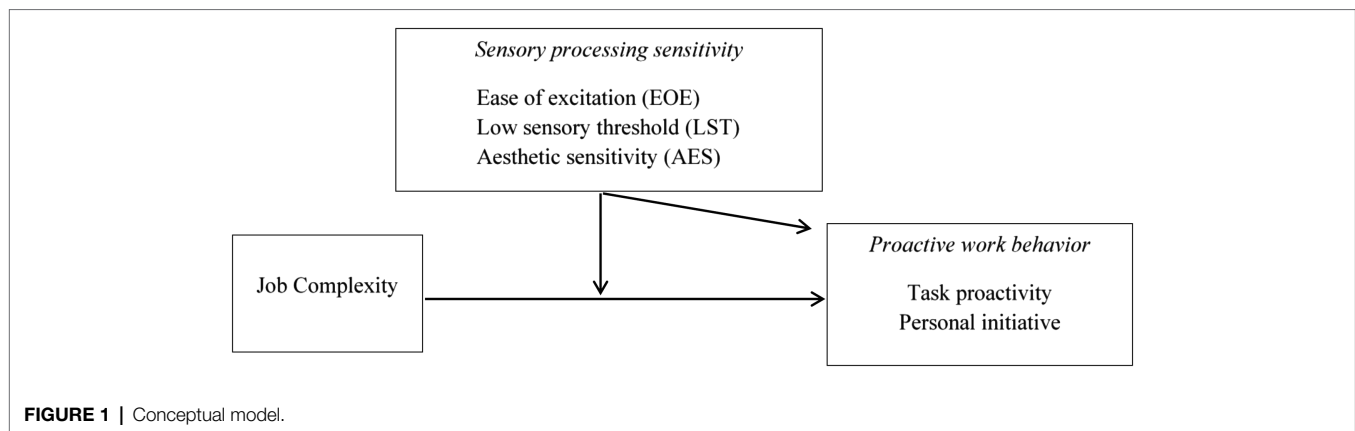 Sensory processing sensitivity
Ease of excitation (EOE)
Low sensory threshold (LST)
Aesthetic sensitivity (AES)
Job Complexity
Proactive work behavior
Task proactivity
Personal initiative
FIGURE 1 | Conceptual model.